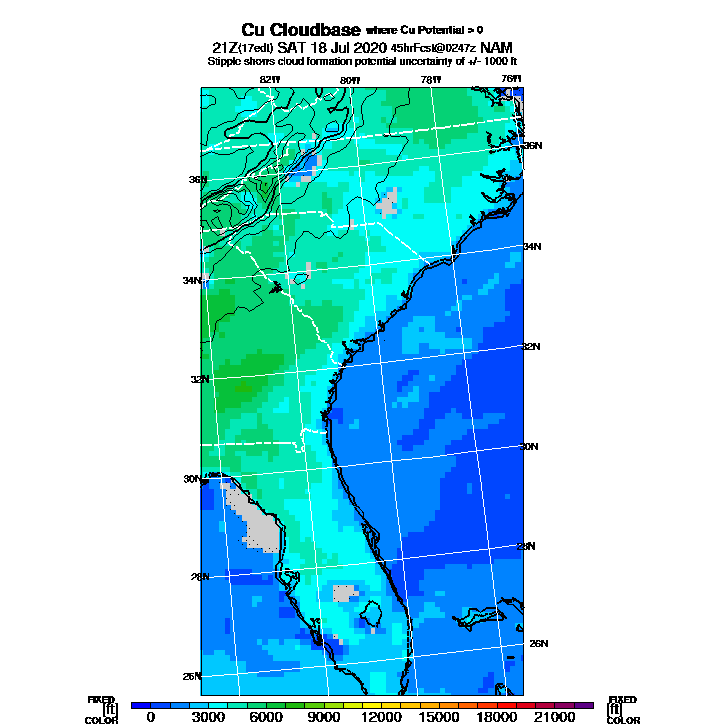 Cu Cloudbase where Cu Potential > 0
21Z(17edt) SAT 18 Jul 2020 45hrFcst@0247z NAM
Stipple shows cloud formation potential uncertainty of +/- 1000 ft
82W 80W 78W 76W
36N
36N
34N
34N
32N
32N
30N
30N
28N
28N
26N
26N
FIXED FIXED
[ft] [ft]
COLOR 0 3000 6000 9000 12000 15000 18000 21000 COLOR